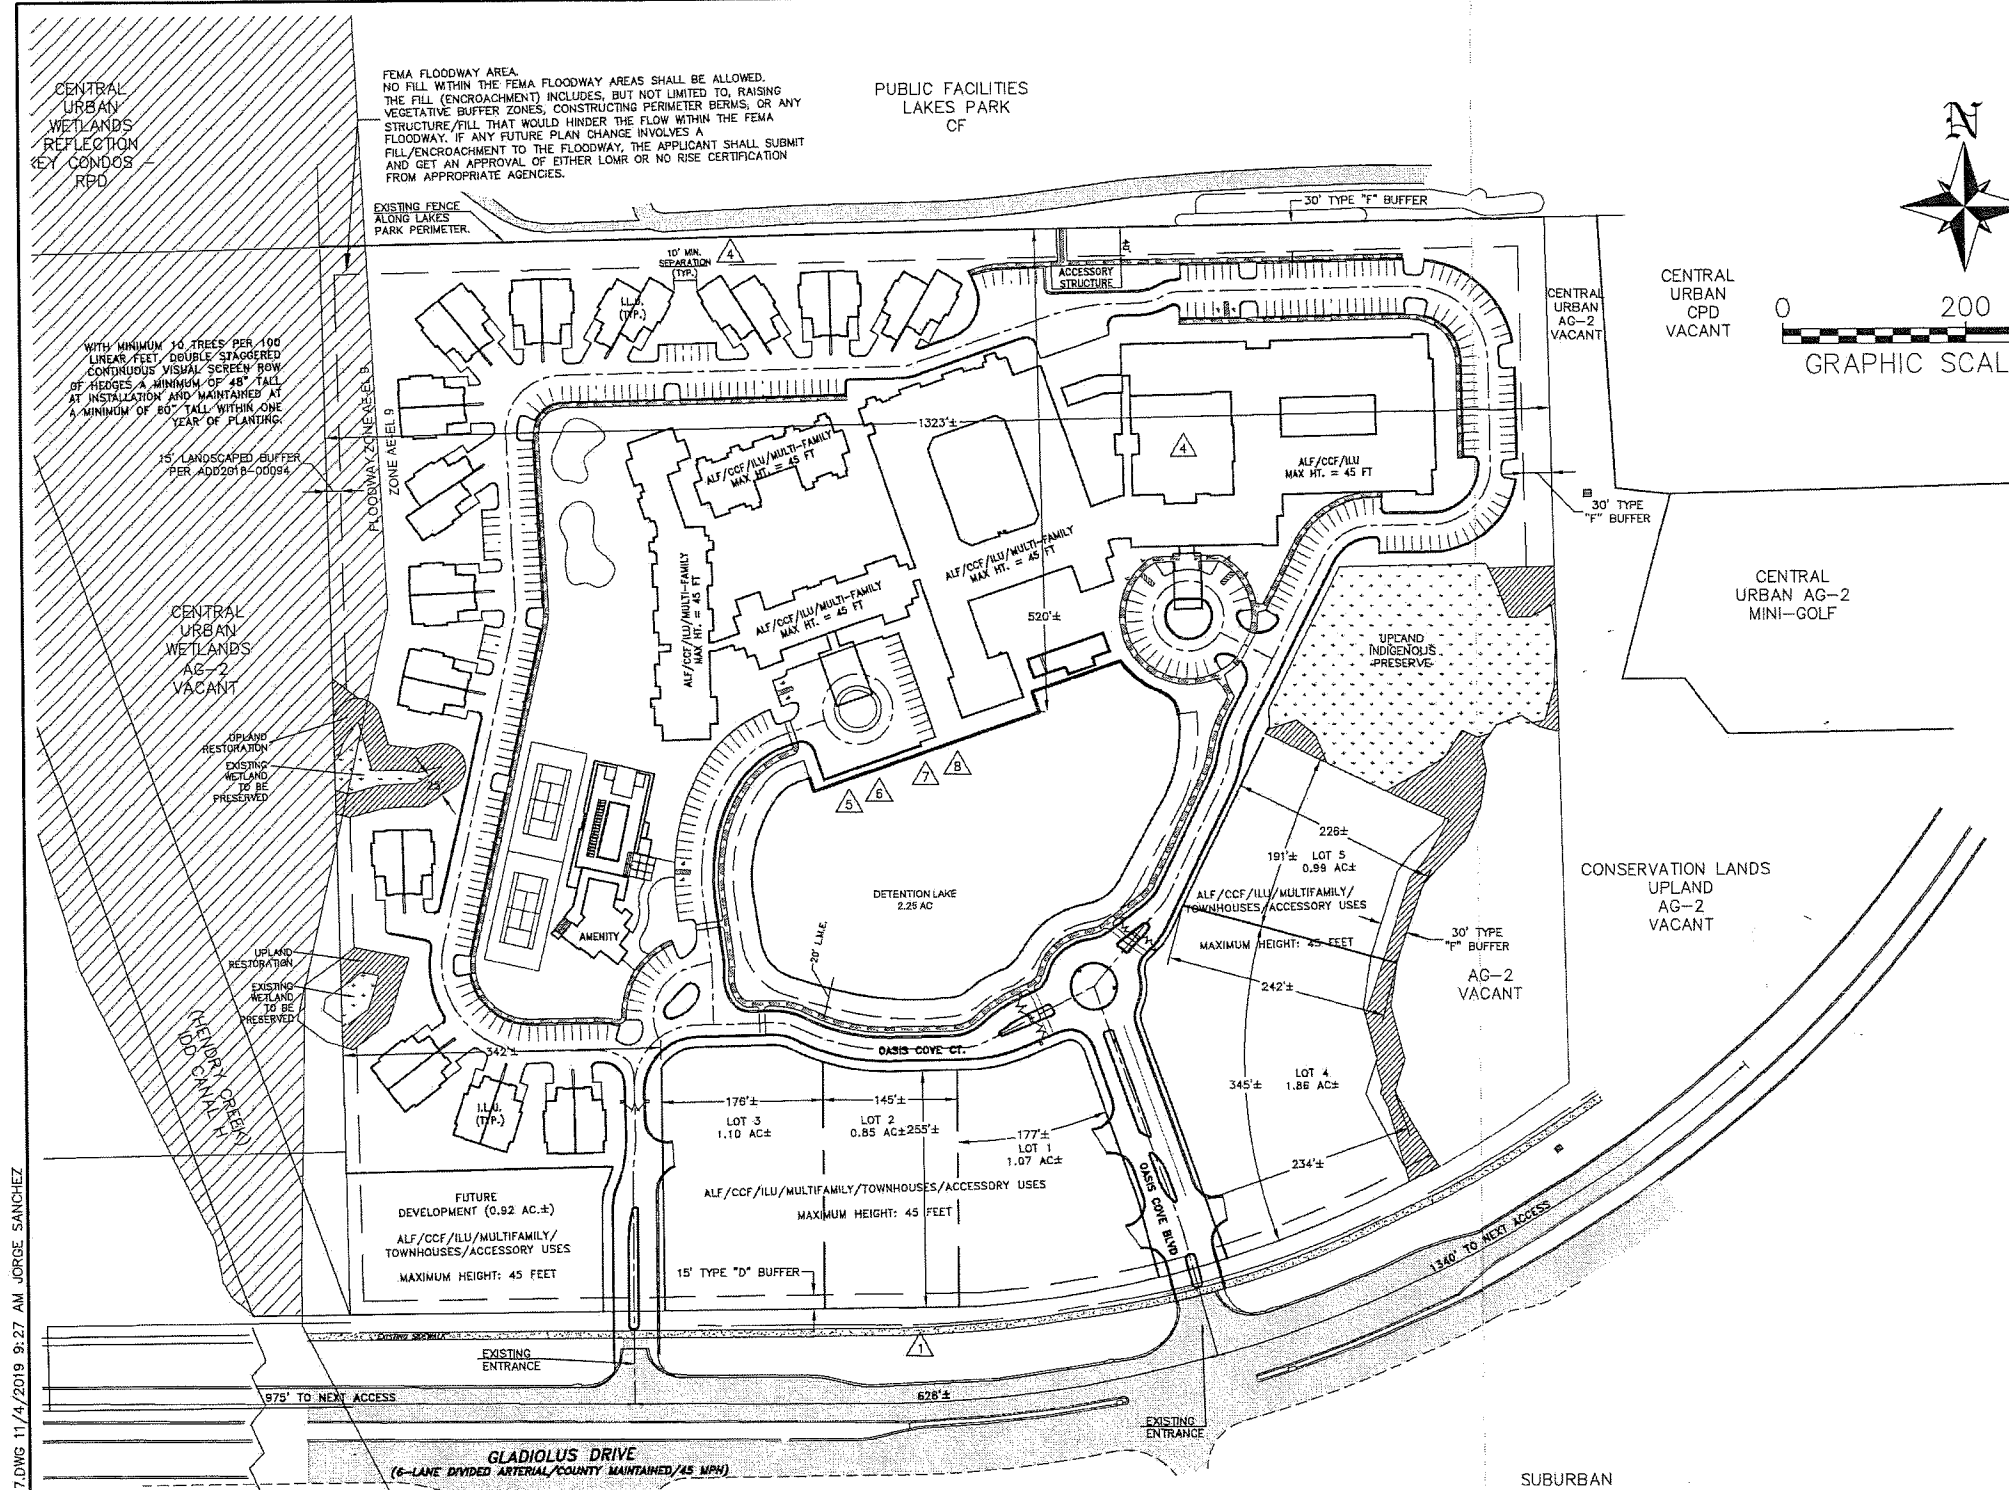 FEMA FLOODWAY AREA.
NO FILL WITHIN THE FEMA FLOODWAY AREAS SHALL BE ALLOWED.
THE FILL (ENCROACHMENT) INCLUDES, BUT NOT LIMITED TO, RAISING
VEGETATIVE BUFFER ZONES, CONSTRUCTING PERIMETER BERMS, OR ANY
STRUCTURE/FILL THAT WOULD HINDER THE FLOW WITHIN THE FEMA
FLOODWAY. IF ANY FUTURE PLAN CHANGE INVOLVES A
FILL/ENCROACHMENT TO THE FLOODWAY, THE APPLICANT SHALL SUBMIT
AND GET AN APPROVAL OF EITHER LOMR OR NO RISE CERTIFICATION
FROM APPROPRIATE AGENCIES.
CENTRAL
URBAN
WETLANDS
REFLECTION
KEY CONDOS -
RPD
PUBLIC FACILITIES
LAKES PARK
CF
N
EXISTING FENCE
ALONG LAKES
PARK PERIMETER.
30' TYPE "F" BUFFER
10' MIN.
SEPARATION
(TYP.)
4
ACCESSORY
STRUCTURE
I.L.U.
(TYP.)
CENTRAL
URBAN
AG-2
VACANT
CENTRAL
URBAN
CPD
VACANT
0
200
GRAPHIC SCAL
WITH MINIMUM 10 TREES PER 100
LINEAR FEET, DOUBLE STAGGERED
CONTINUOUS VISUAL SCREEN ROW
OF HEDGES A MINIMUM OF 48" TALL
AT INSTALLATION AND MAINTAINED AT
A MINIMUM OF 60" TALL WITHIN ONE
YEAR OF PLANTING.
15' LANDSCAPED BUFFER
PER ADD2018-00094
FLOODWAY ZONE AE-EL 9
ZONE AE-EL 9
1323'±
ALF/CCF/ILU/MULTI-FAMILY
MAX HT. = 45 FT
4
ALF/CCF/ILU
MAX HT. = 45 FT
30' TYPE
"F" BUFFER
ALF/CCF/ILU/MULTI-FAMILY
MAX HT. = 45 FT
ALF/CCF/ILU/MULTI-FAMILY
MAX HT. = 45 FT
ALF/CCF/ILU/MULTI-FAMILY
MAX HT. = 45 FT
520'±
CENTRAL
URBAN AG-2
MINI-GOLF
UPLAND
INDIGENOUS
PRESERVE
CENTRAL
URBAN
WETLANDS
AG-2
VACANT
UPLAND
RESTORATION
EXISTING
WETLAND
TO BE
PRESERVED
5
6
7
8
226±
191'±
LOT 5
0.99 AC±
ALF/CCF/ILU/MULTIFAMILY/
TOWNHOUSES/ACCESSORY USES
MAXIMUM HEIGHT: 45 FEET
30' TYPE
"F" BUFFER
CONSERVATION LANDS
UPLAND
AG-2
VACANT
AG-2
VACANT
DETENTION LAKE
2.25 AC
20' L.M.E.
AMENITY
UPLAND
RESTORATION
EXISTING
WETLAND
TO BE
PRESERVED
(HENDRY CREEK)
IDD CANAL H
242'±
342'±
OASIS COVE CT.
LOT 4
1.86 AC±
345'±
234'±
I.L.U.
(TYP.)
176'±
LOT 3
1.10 AC±
145'±
LOT 2
0.85 AC±
255'±
177'±
LOT 1
1.07 AC±
ALF/CCF/ILU/MULTIFAMILY/TOWNHOUSES/ACCESSORY USES
MAXIMUM HEIGHT: 45 FEET
OASIS COVE BLVD
FUTURE
DEVELOPMENT (0.92 AC.±)
ALF/CCF/ILU/MULTIFAMILY/
TOWNHOUSES/ACCESSORY USES
MAXIMUM HEIGHT: 45 FEET
15' TYPE "D" BUFFER
1340' TO NEXT ACCESS
EXISTING SIDEWALK
1
EXISTING
ENTRANCE
975' TO NEXT ACCESS
628'±
EXISTING
ENTRANCE
GLADIOLUS DRIVE
(6-LANE DIVIDED ARTERIAL/COUNTY MAINTAINED/45 MPH)
SUBURBAN
7.DWG 11/4/2019 9:27 AM JORGE SANCHEZ